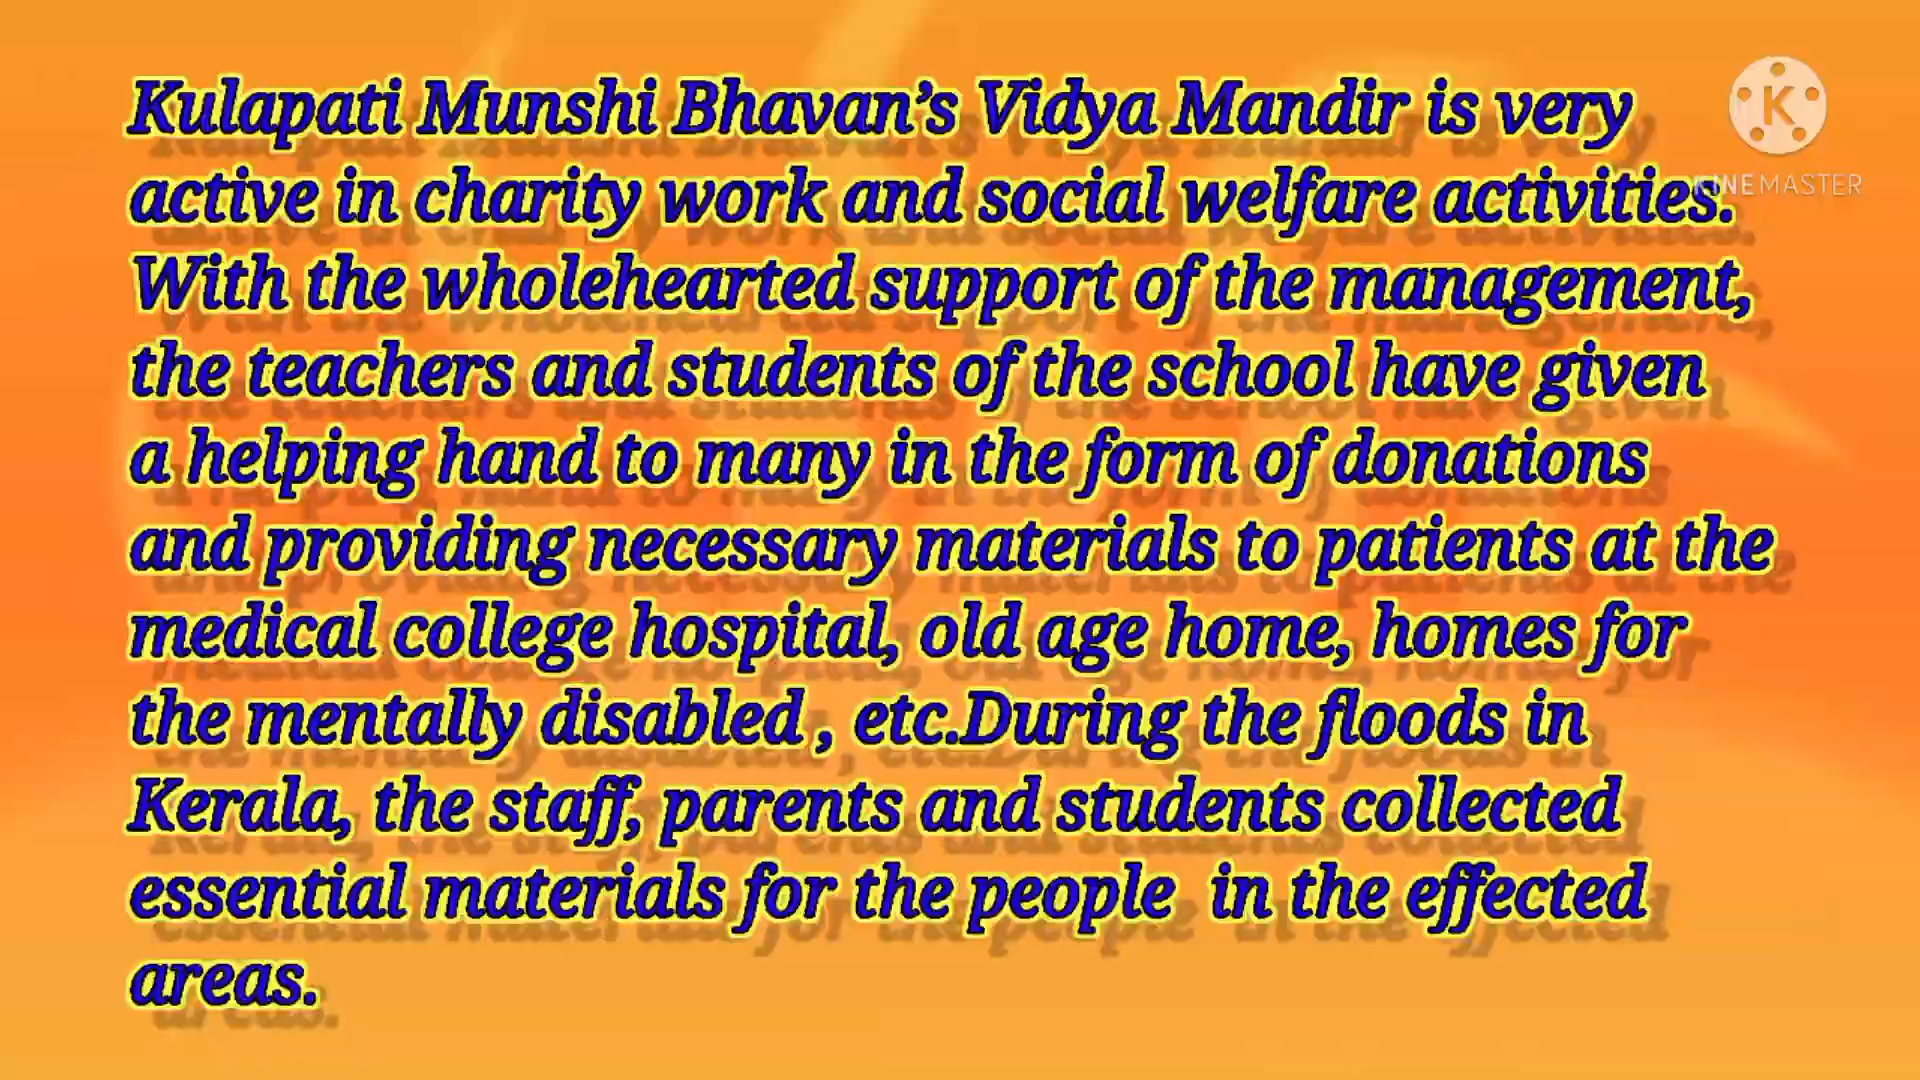 Kulapati Munshi Bhavan’s Vidya Mandir is very
active in charity work and social welfare activities.
With the wholehearted support of the management,
the teachers and students of the school have given
a helping hand to many in the form of donations
and providing necessary materials to patients at the
medical college hospital, old age home, homes for
the mentally disabled , etc.During the floods in
Kerala, the staff, parents and students collected
essential materials for the people  in the effected
areas.
K
KINEMASTER